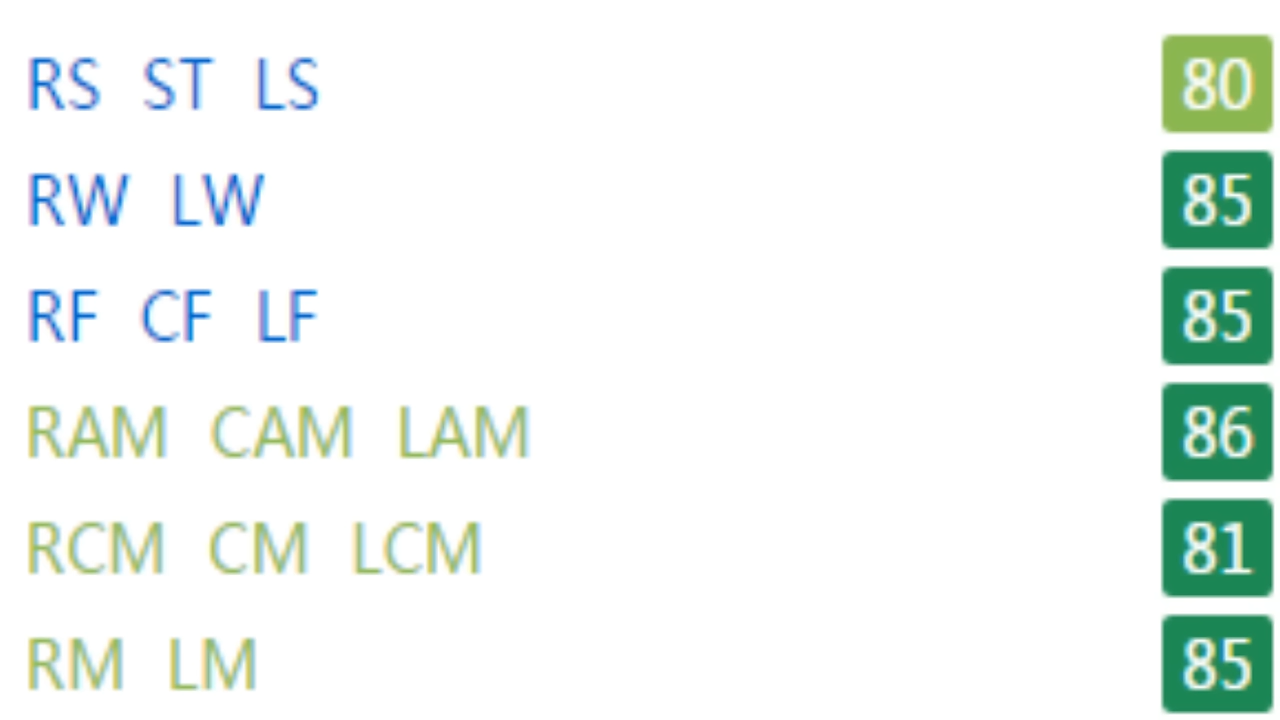 RS ST LS 80
RW LW 85
RF CF LF 85
RAM CAM LAM 86
RCM CM LCM 81
RM LM 85